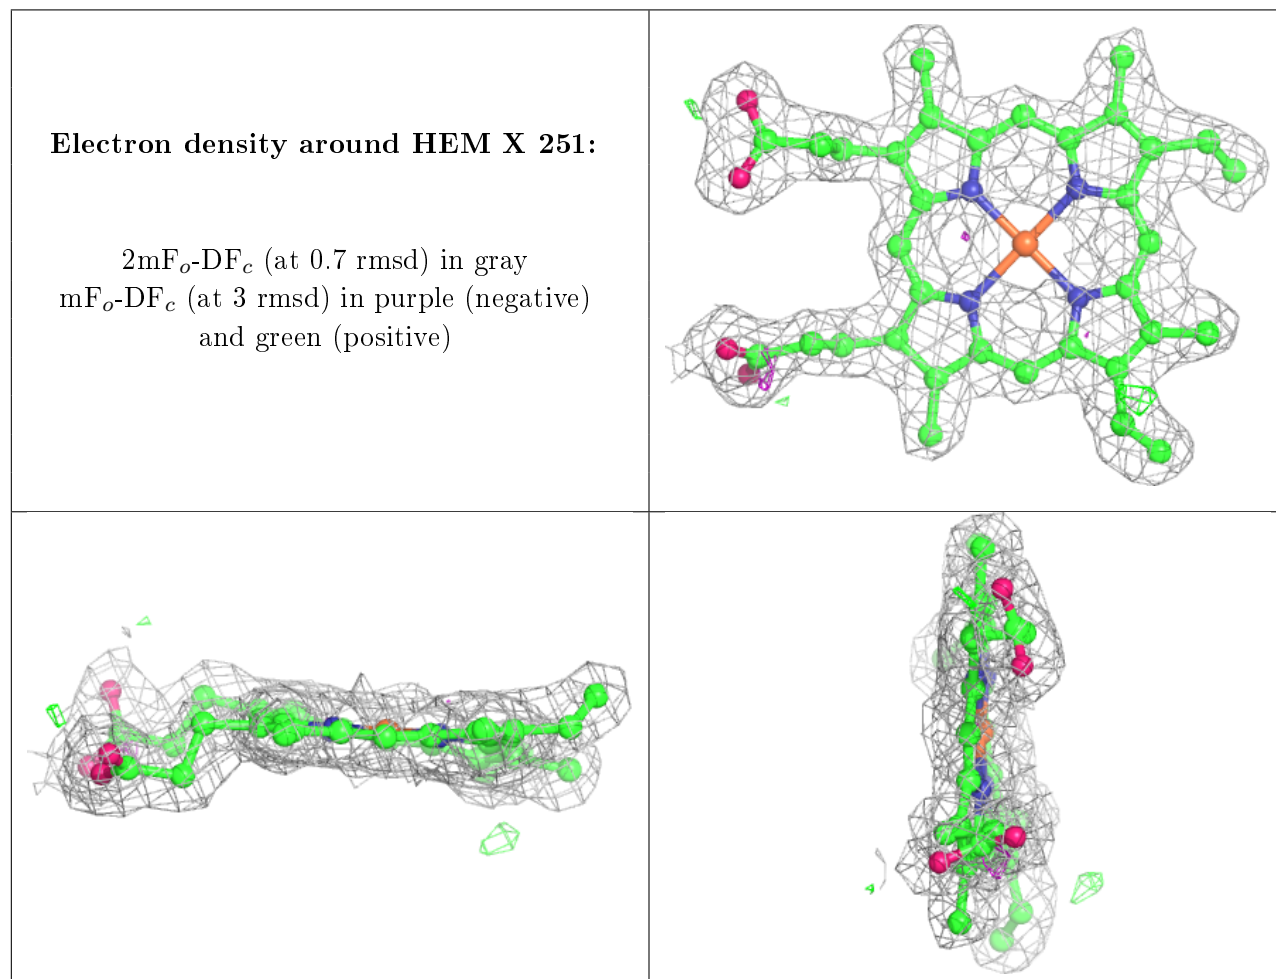 Electron density around HEM X 251:
2mFo-DFc (at 0.7 rmsd) in gray
mFo-DFc (at 3 rmsd) in purple (negative)
and green (positive)